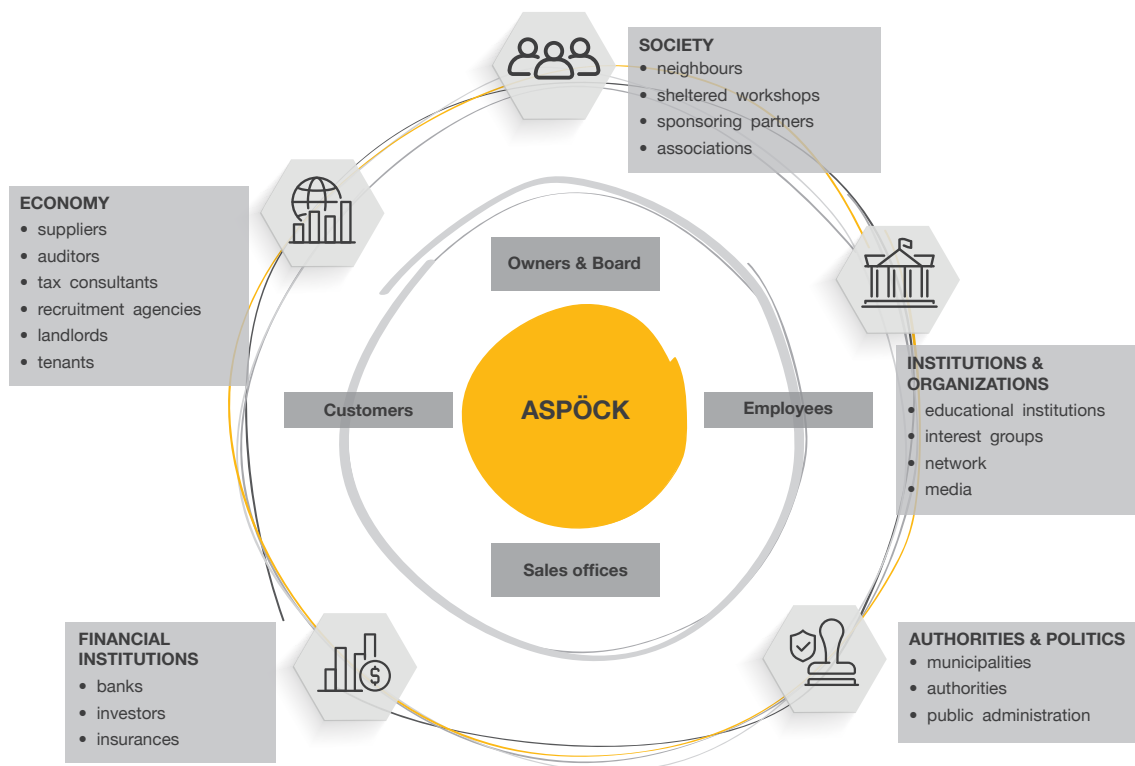 SOCIETY
• neighbours
• sheltered workshops
• sponsoring partners
• associations
ECONOMY
• suppliers
• auditors
• tax consultants
• recruitment agencies
• landlords
• tenants
Owners & Board
Customers
ASPÖCK
Employees
Sales offices
INSTITUTIONS &
ORGANIZATIONS
• educational institutions
• interest groups
• network
• media
FINANCIAL
INSTITUTIONS
• banks
• investors
• insurances
$
AUTHORITIES & POLITICS
• municipalities
• authorities
• public administration